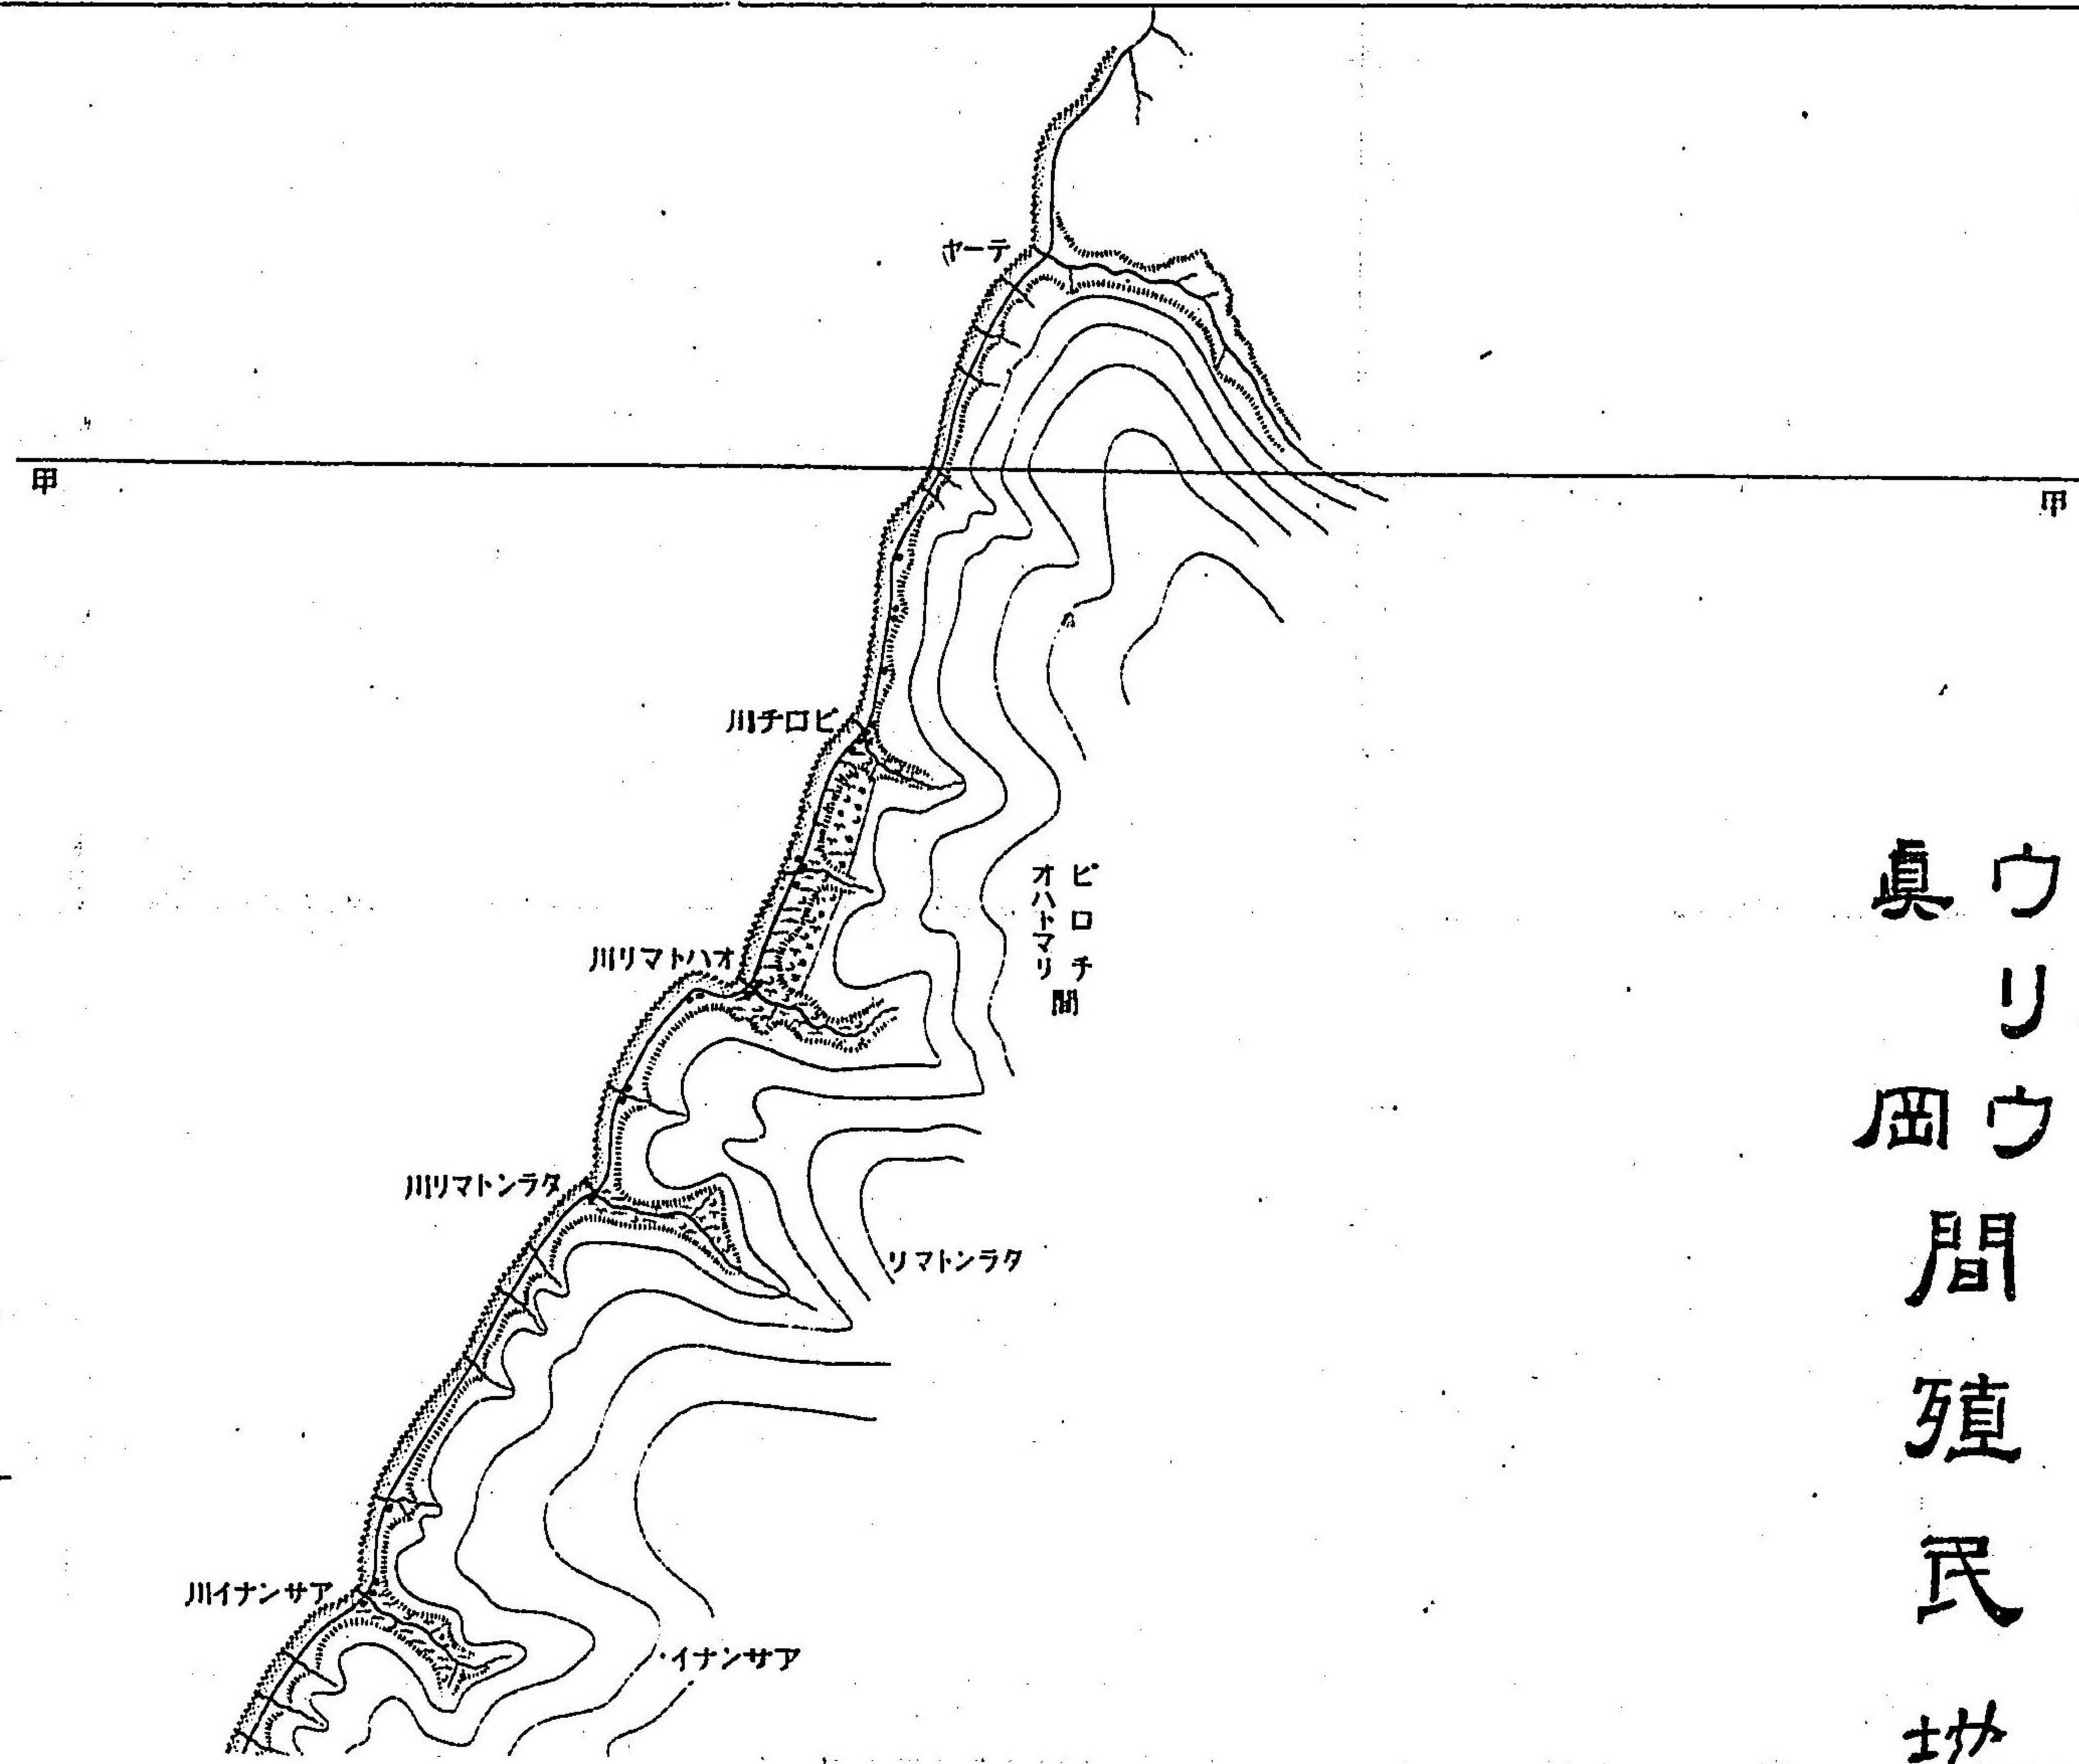 テーヤ
甲
甲
ピロチ川
ピロチ
オハトマリ
間
オハトマリ川
タラントマリ川
タラントマリ
アサンナイ川
アサンナイ
ウリウ
眞岡
間殖民地